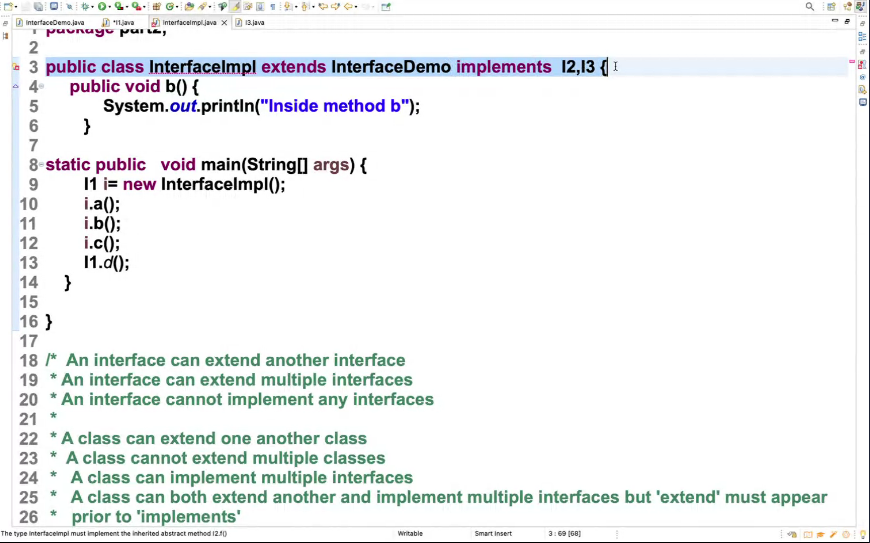 InterfaceDemo.java
*I1.java
InterfaceImpl.java
I3.java
1 package part2;
2
3 public class InterfaceImpl extends InterfaceDemo implements  I2,I3 {
4 public void b() {
5 System.out.println("Inside method b");
6 }
7
8 static public   void main(String[] args) {
9 I1 i= new InterfaceImpl();
10 i.a();
11 i.b();
12 i.c();
13 I1.d();
14 }
15
16 }
17
18 /*  An interface can extend another interface
19 * An interface can extend multiple interfaces
20 * An interface cannot implement any interfaces
21 *
22 * A class can extend one another class
23 *  A class cannot extend multiple classes
24 *   A class can implement multiple interfaces
25 *   A class can both extend another and implement multiple interfaces but 'extend' must appear
26 *   prior to 'implements'
The type InterfaceImpl must implement the inherited abstract method I2.f()
Writable
Smart Insert
3 : 69 [68]